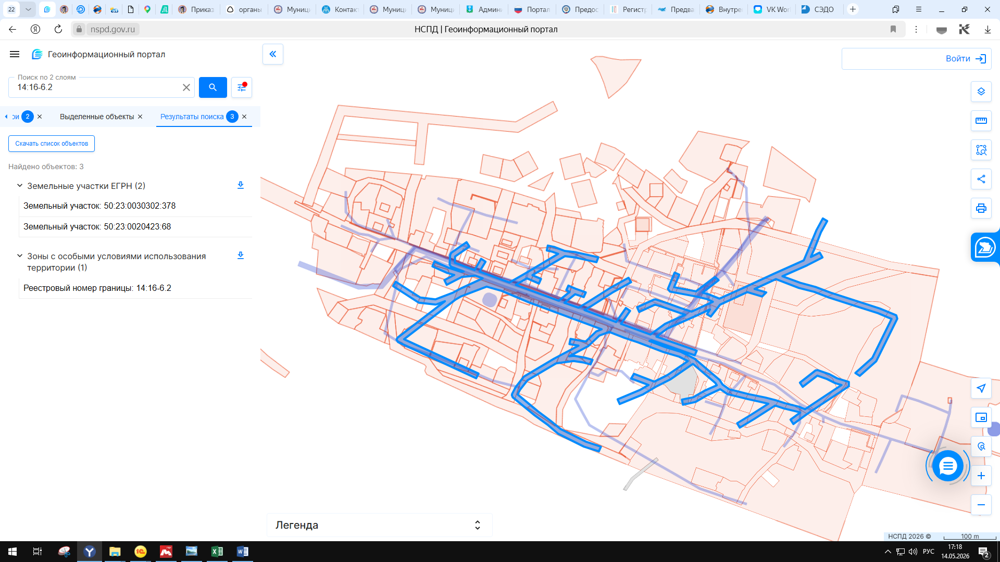 22
Приказ
органы
Муници
Контакт
Муници
Муници
Админи
Портал
Предос
Регистр
Предва
Внутре
VK Wor
СЭДО
nspd.gov.ru
НСПД | Геоинформационный портал
Геоинформационный портал
Войти
Поиск по 2 слоям
14:16-6.2
ои 2
Выделенные объекты
Результаты поиска 3
Скачать список объектов
Найдено объектов: 3
Земельные участки ЕГРН (2)
Земельный участок: 50:23:0030302:378
Земельный участок: 50:23:0020423:68
Зоны с особыми условиями использования
территории (1)
Реестровый номер границы: 14:16-6.2
Легенда
НСПД 2026 ©
100 m
РУС
17:18
14.05.2026
2